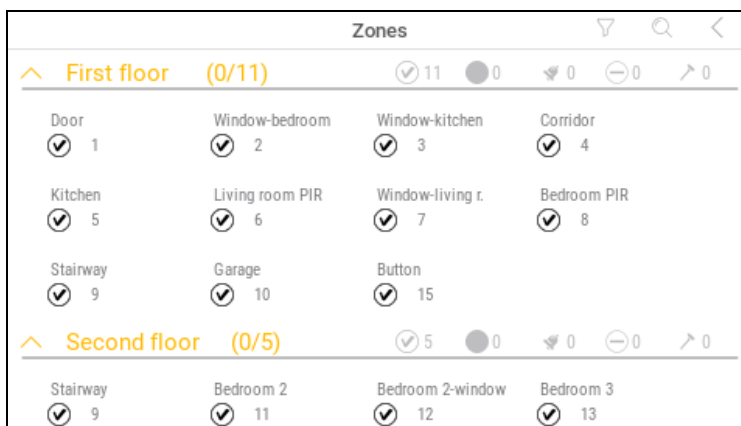 Zones
First floor (0/11) 11 0 0 0 0
Door Window-bedroom Window-kitchen Corridor
1 2 3 4
Kitchen Living room PIR Window-living r. Bedroom PIR
5 6 7 8
Stairway Garage Button
9 10 15
Second floor (0/5) 5 0 0 0 0
Stairway Bedroom 2 Bedroom 2-window Bedroom 3
9 11 12 13